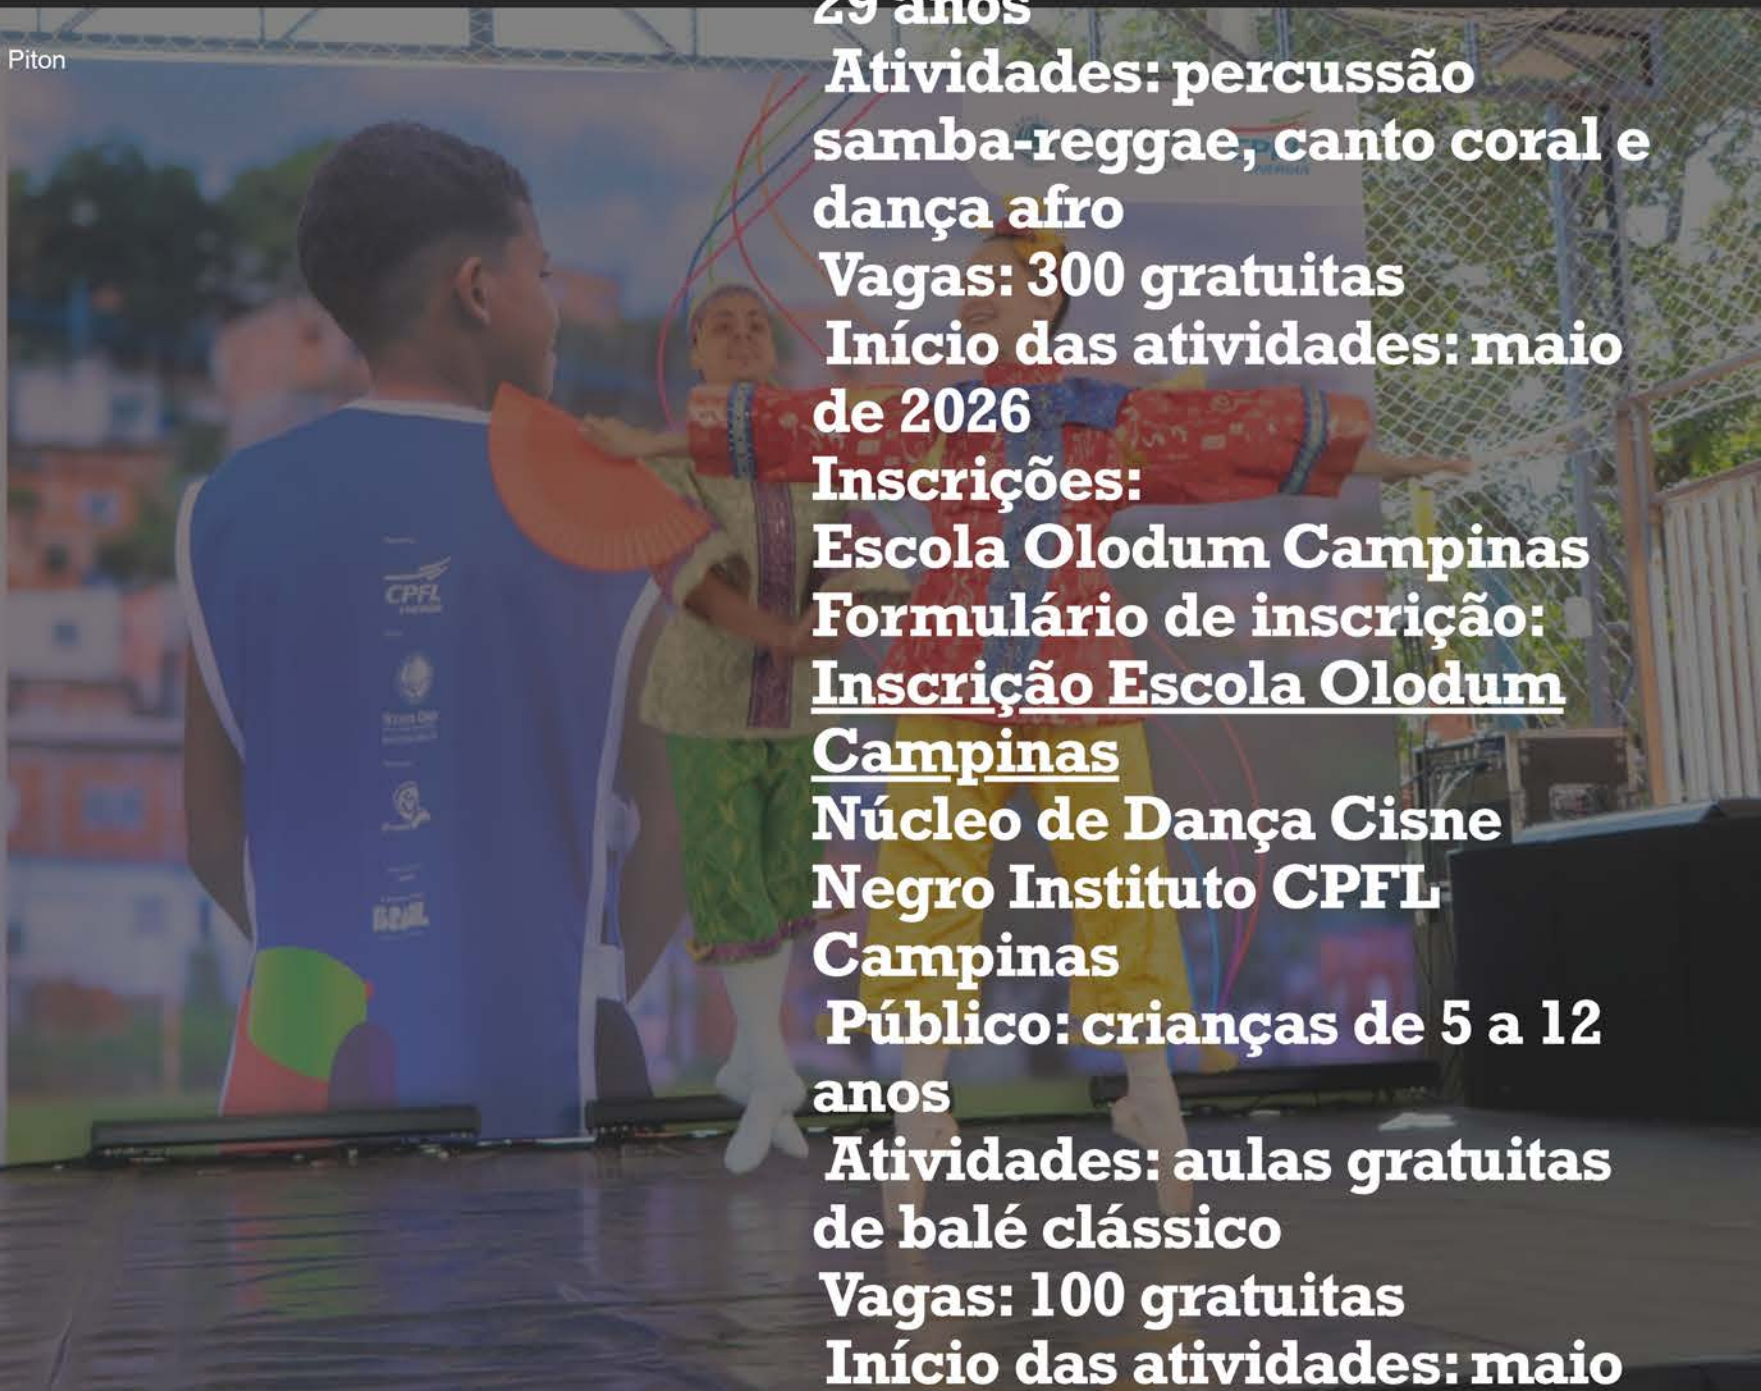 Piton
29 anos
Atividades: percussão
samba-reggae, canto coral e
dança afro
Vagas: 300 gratuitas
Início das atividades: maio
de 2026
Inscrições:
Escola Olodum Campinas
Formulário de inscrição:
Inscrição Escola Olodum
Campinas
Núcleo de Dança Cisne
Negro Instituto CPFL
Campinas
Público: crianças de 5 a 12
anos
Atividades: aulas gratuitas
de balé clássico
Vagas: 100 gratuitas
Início das atividades: maio
CPFL
ENERGIA
BRASIL